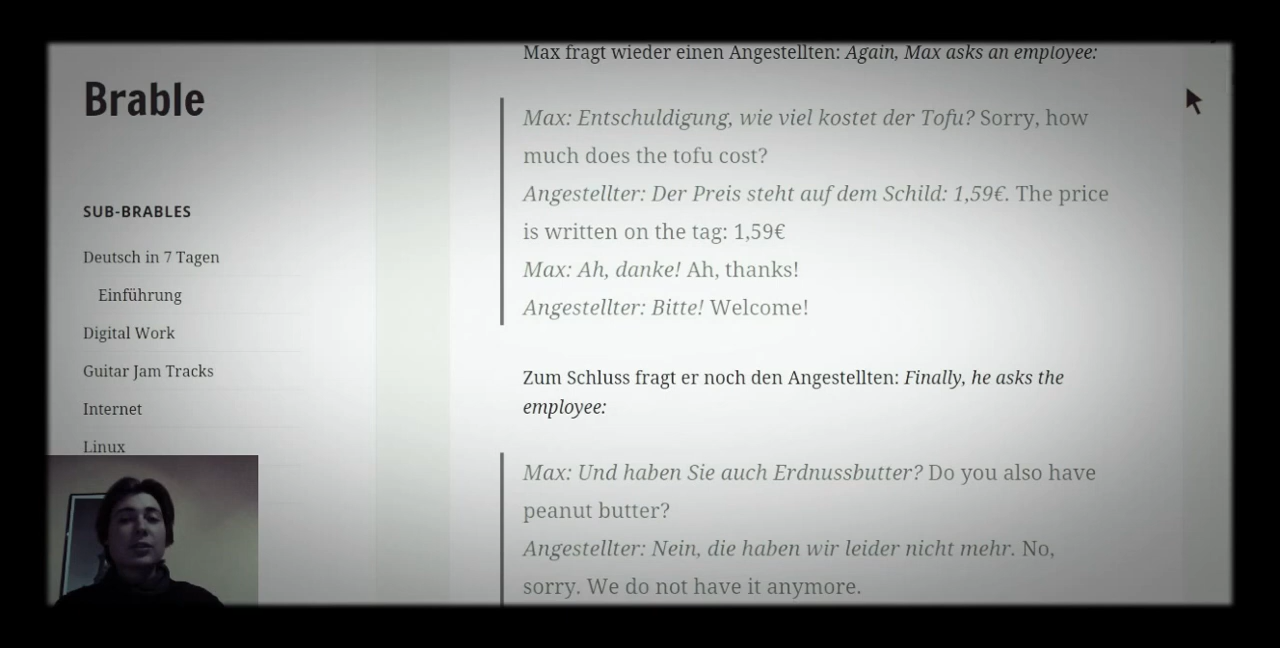 Brable
SUB-BRABLES
Deutsch in 7 Tagen
Einführung
Digital Work
Guitar Jam Tracks
Internet
Linux
Max fragt wieder einen Angestellten: Again, Max asks an employee:
Max: Entschuldigung, wie viel kostet der Tofu? Sorry, how
much does the tofu cost?
Angestellter: Der Preis steht auf dem Schild: 1,59€. The price
is written on the tag: 1,59€
Max: Ah, danke! Ah, thanks!
Angestellter: Bitte! Welcome!
Zum Schluss fragt er noch den Angestellten: Finally, he asks the
employee:
Max: Und haben Sie auch Erdnussbutter? Do you also have
peanut butter?
Angestellter: Nein, die haben wir leider nicht mehr. No,
sorry. We do not have it anymore.